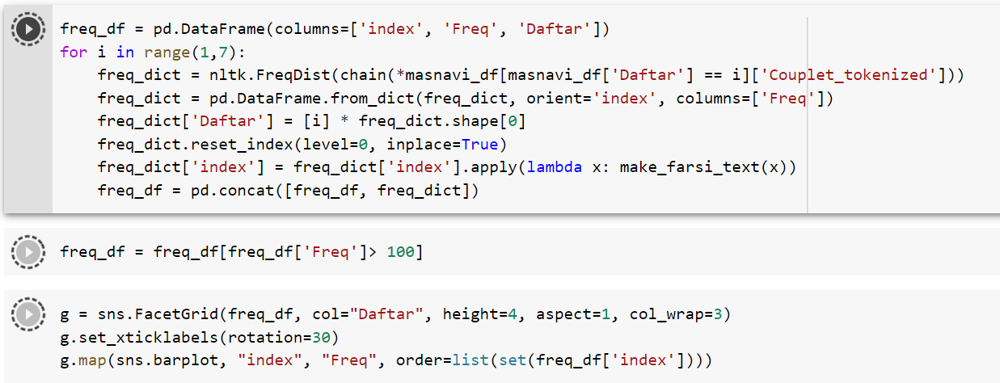 freq_df = pd.DataFrame(columns=['index', 'Freq', 'Daftar'])
for i in range(1,7):
    freq_dict = nltk.FreqDist(chain(*masnavi_df[masnavi_df['Daftar'] == i]['Couplet_tokenized']))
    freq_dict = pd.DataFrame.from_dict(freq_dict, orient='index', columns=['Freq'])
    freq_dict['Daftar'] = [i] * freq_dict.shape[0]
    freq_dict.reset_index(level=0, inplace=True)
    freq_dict['index'] = freq_dict['index'].apply(lambda x: make_farsi_text(x))
    freq_df = pd.concat([freq_df, freq_dict])
freq_df = freq_df[freq_df['Freq']> 100]
g = sns.FacetGrid(freq_df, col="Daftar", height=4, aspect=1, col_wrap=3)
g.set_xticklabels(rotation=30)
g.map(sns.barplot, "index", "Freq", order=list(set(freq_df['index'])))